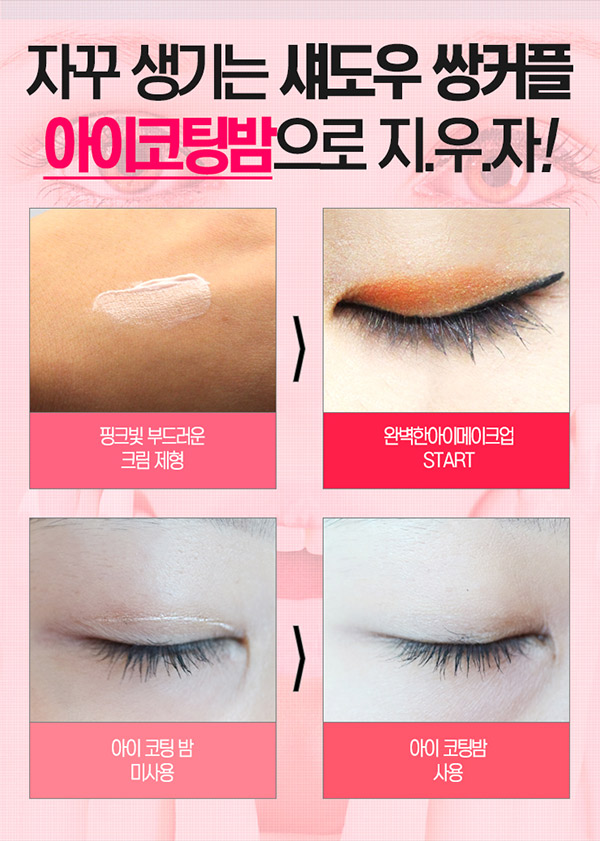 자꾸 생기는 섀도우 쌍커플
아이코팅밤으로 지.우.자!
핑크빛 부드러운
크림 제형
완벽한아이메이크업
START
아이 코팅 밤
미사용
아이 코팅밤
사용